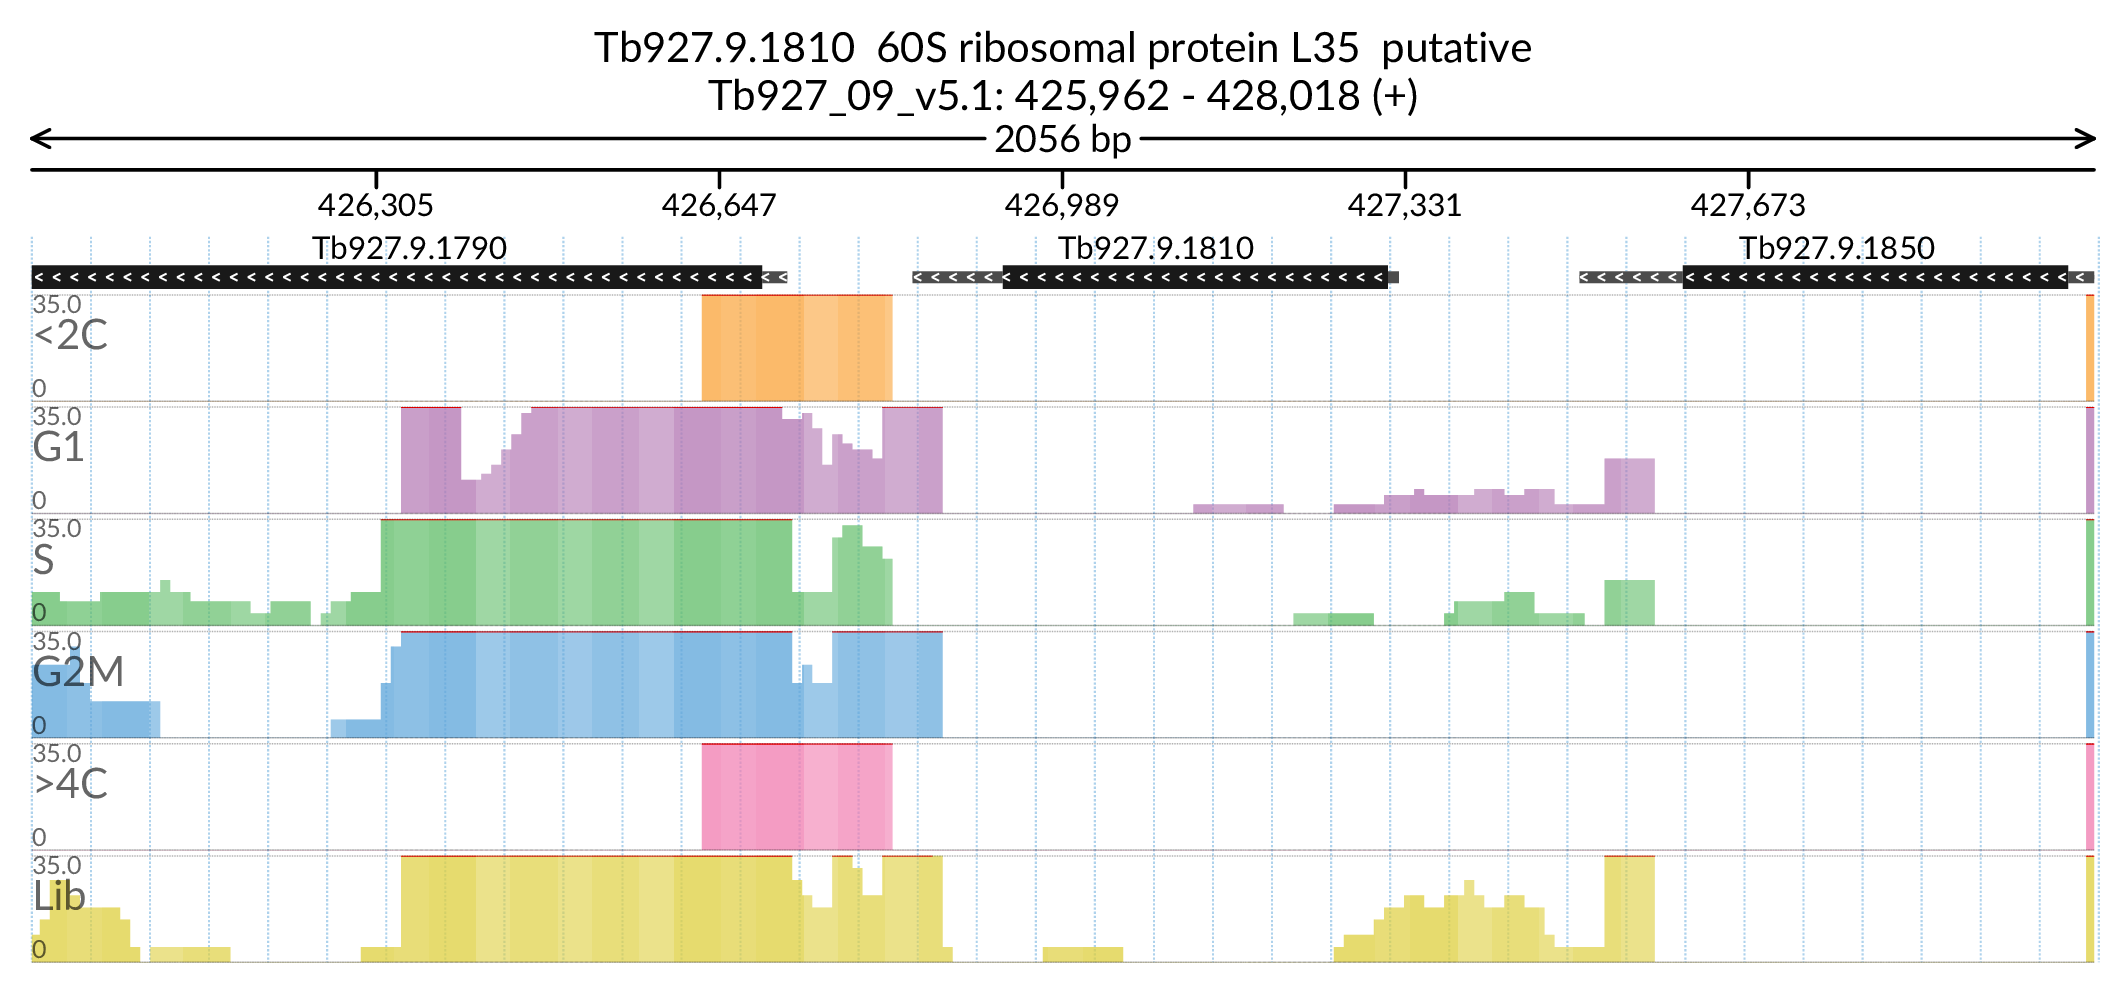 Tb927.9.1810  60S ribosomal protein L35  putative
Tb927_09_v5.1: 425,962 - 428,018 (+)
2056 bp
426,305 426,647 426,989 427,331 427,673
Tb927.9.1790 Tb927.9.1810 Tb927.9.1850
35.0
<2C
0
35.0
G1
0
35.0
S
0
35.0
G2M
0
35.0
>4C
0
35.0
Lib
0